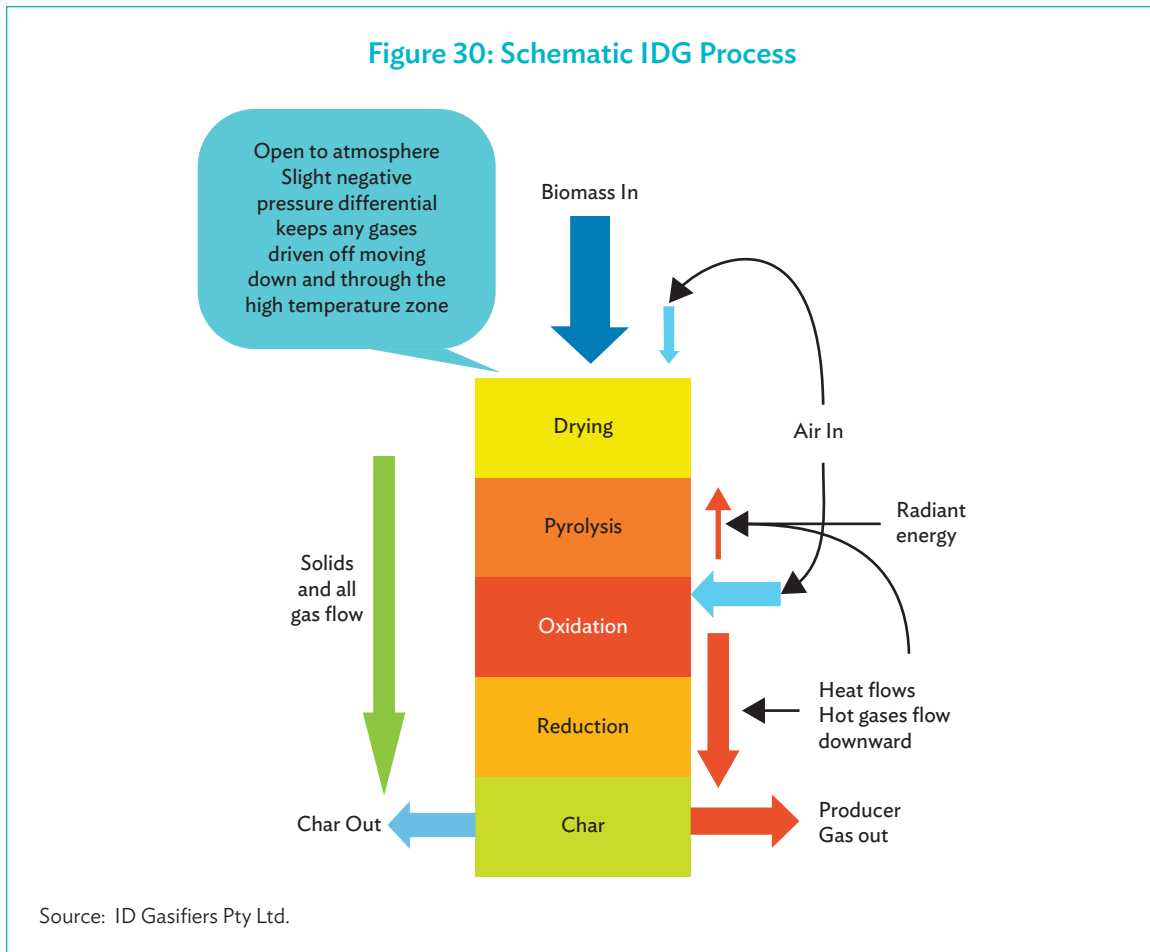 Figure 30: Schematic IDG Process
Open to atmosphere
Slight negative
pressure differential
keeps any gases
driven off moving
down and through the
high temperature zone
Biomass In
Drying
Air In
Pyrolysis
Radiant
energy
Solids
and all
gas flow
Oxidation
Heat flows
Hot gases flow
downward
Reduction
Char Out
Char
Producer
Gas out
Source: ID Gasifiers Pty Ltd.